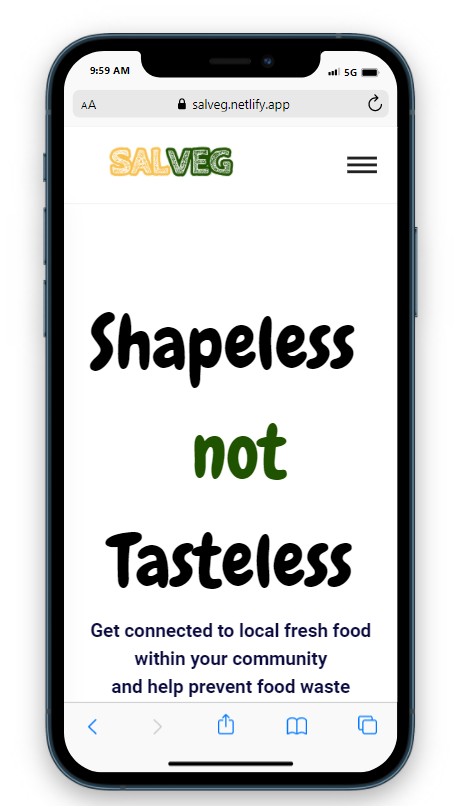 9:59 AM 5G
AA salveg.netlify.app
SALVEG
Shapeless
not
Tasteless
Get connected to local fresh food
within your community
and help prevent food waste